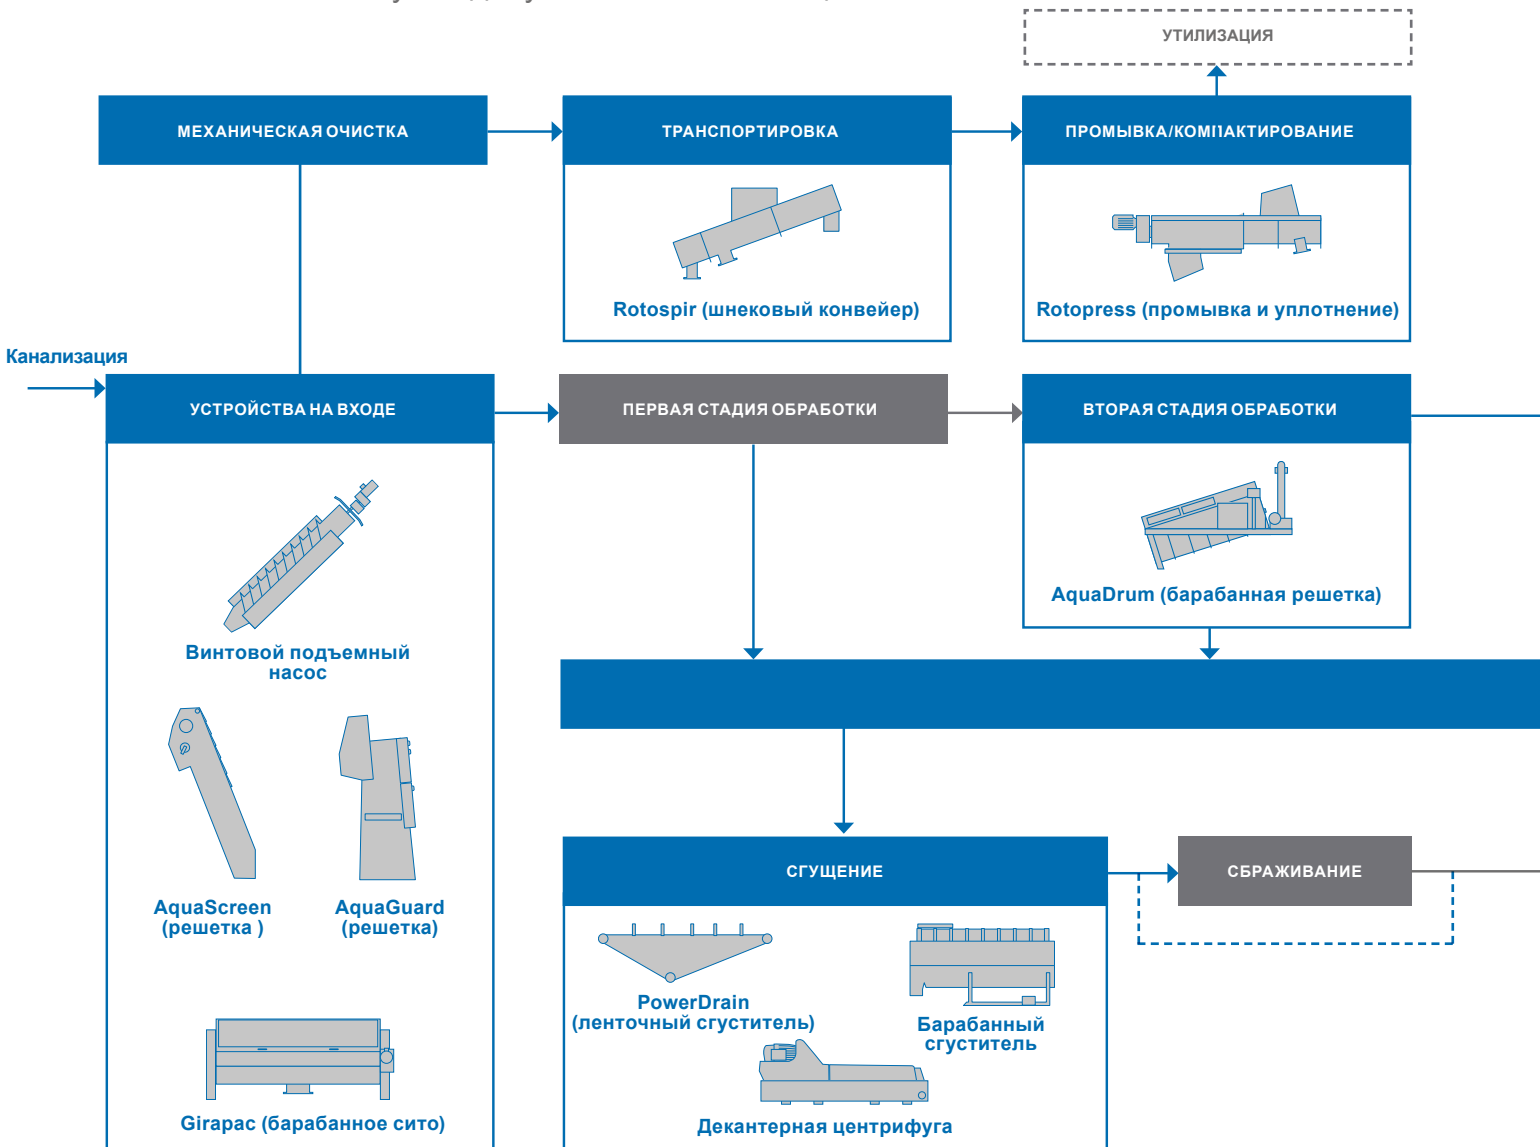 УТИЛИЗАЦИЯ
МЕХАНИЧЕСКАЯ ОЧИСТКА
ТРАНСПОРТИРОВКА
ПРОМЫВКА/КОМПАКТИРОВАНИЕ
Rotospir (шнековый конвейер)
Rotopress (промывка и уплотнение)
Канализация
УСТРОЙСТВА НА ВХОДЕ
ПЕРВАЯ СТАДИЯ ОБРАБОТКИ
ВТОРАЯ СТАДИЯ ОБРАБОТКИ
AquaDrum (барабанная решетка)
Винтовой подъемный
насос
AquaScreen
(решетка )
AquaGuard
(решетка)
Girapac (барабанное сито)
СГУЩЕНИЕ
СБРАЖИВАНИЕ
PowerDrain
(ленточный сгуститель)
Барабанный
сгуститель
Декантерная центрифуга